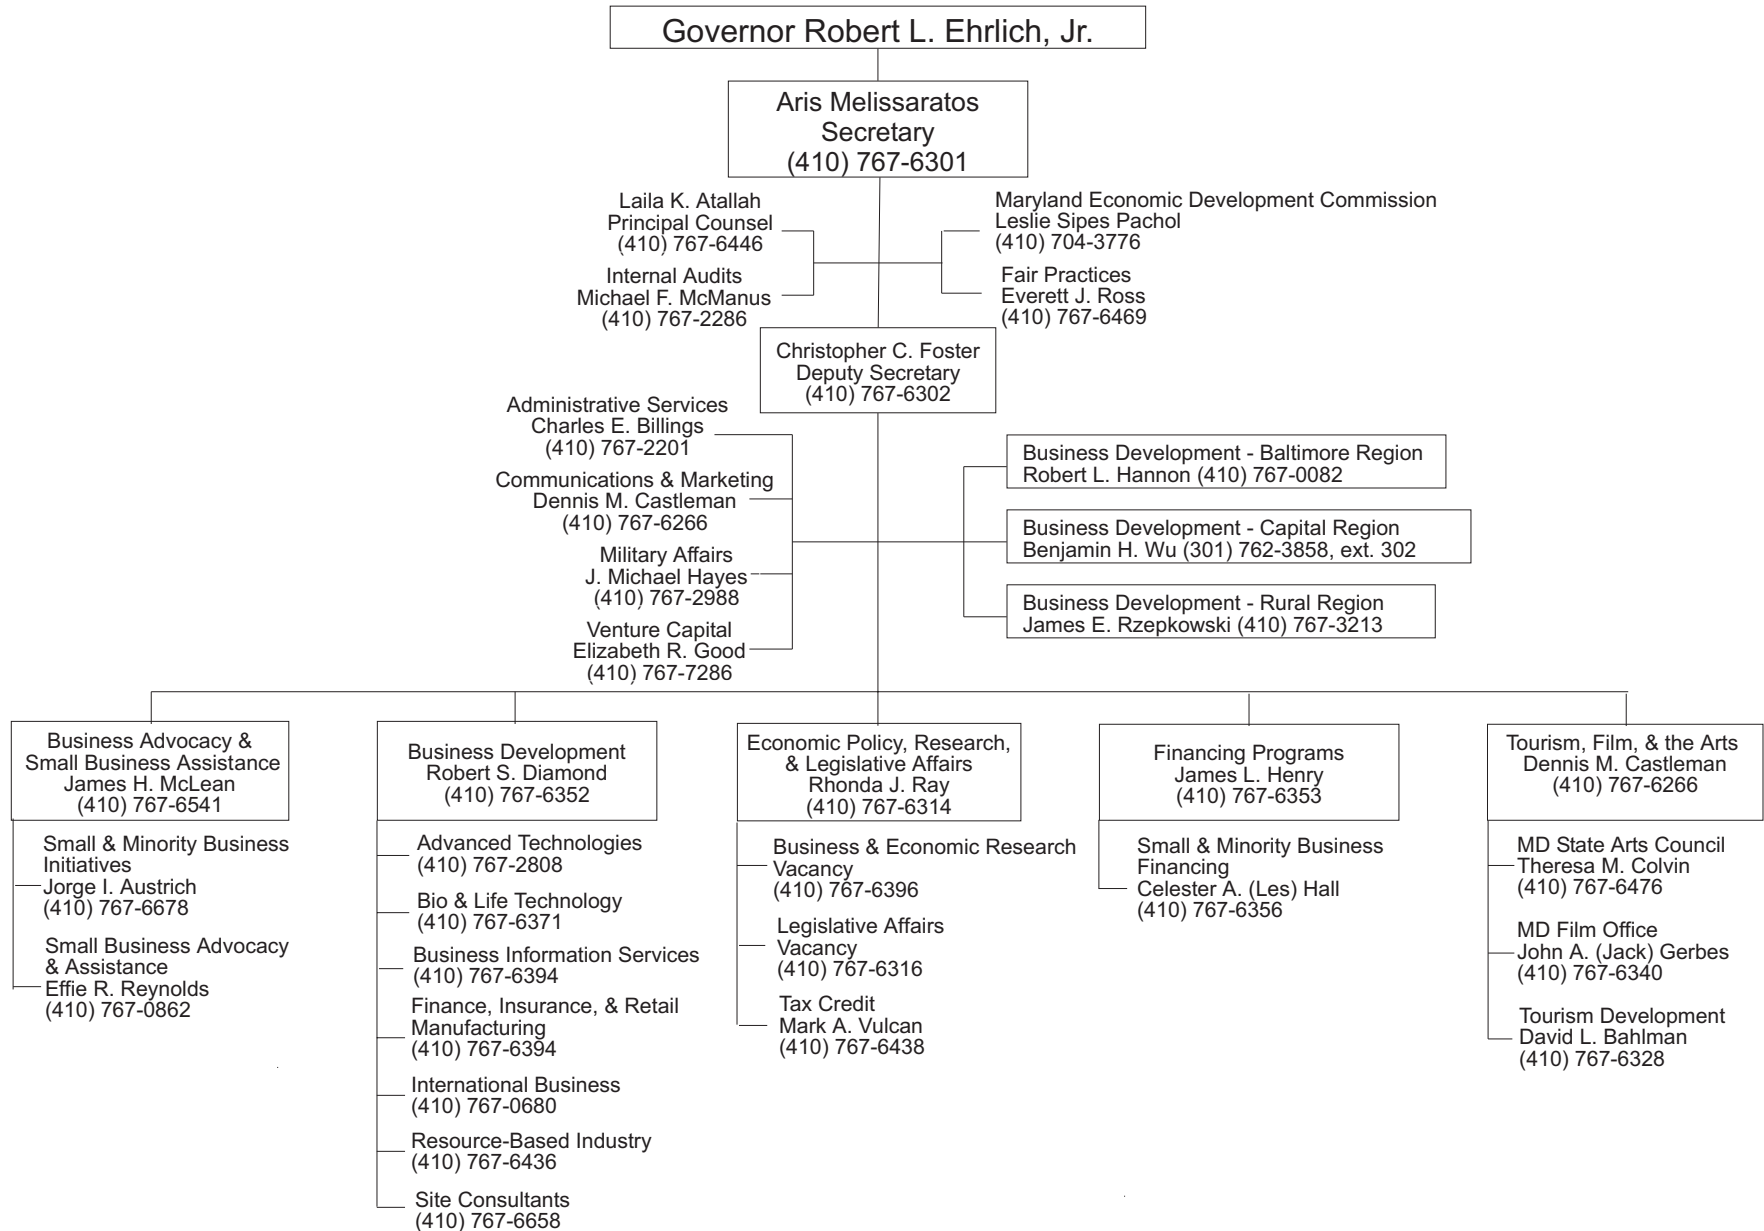 Governor Robert L. Ehrlich, Jr.
Aris Melissaratos
Secretary
(410) 767-6301
Laila K. Atallah
Principal Counsel
(410) 767-6446
Internal Audits
Michael F. McManus
(410) 767-2286
Maryland Economic Development Commission
Leslie Sipes Pachol
(410) 704-3776
Fair Practices
Everett J. Ross
(410) 767-6469
Christopher C. Foster
Deputy Secretary
(410) 767-6302
Administrative Services
Charles E. Billings
(410) 767-2201
Communications & Marketing
Dennis M. Castleman
(410) 767-6266
Military Affairs
J. Michael Hayes
(410) 767-2988
Venture Capital
Elizabeth R. Good
(410) 767-7286
Business Development - Baltimore Region
Robert L. Hannon (410) 767-0082
Business Development - Capital Region
Benjamin H. Wu (301) 762-3858, ext. 302
Business Development - Rural Region
James E. Rzepkowski (410) 767-3213
Business Advocacy &
Small Business Assistance
James H. McLean
(410) 767-6541
Small & Minority Business
Initiatives
Jorge I. Austrich
(410) 767-6678
Small Business Advocacy
& Assistance
Effie R. Reynolds
(410) 767-0862
Business Development
Robert S. Diamond
(410) 767-6352
Advanced Technologies
(410) 767-2808
Bio & Life Technology
(410) 767-6371
Business Information Services
(410) 767-6394
Finance, Insurance, & Retail
Manufacturing
(410) 767-6394
International Business
(410) 767-0680
Resource-Based Industry
(410) 767-6436
Site Consultants
(410) 767-6658
Economic Policy, Research,
& Legislative Affairs
Rhonda J. Ray
(410) 767-6314
Business & Economic Research
Vacancy
(410) 767-6396
Legislative Affairs
Vacancy
(410) 767-6316
Tax Credit
Mark A. Vulcan
(410) 767-6438
Financing Programs
James L. Henry
(410) 767-6353
Small & Minority Business
Financing
Celester A. (Les) Hall
(410) 767-6356
Tourism, Film, & the Arts
Dennis M. Castleman
(410) 767-6266
MD State Arts Council
Theresa M. Colvin
(410) 767-6476
MD Film Office
John A. (Jack) Gerbes
(410) 767-6340
Tourism Development
David L. Bahlman
(410) 767-6328